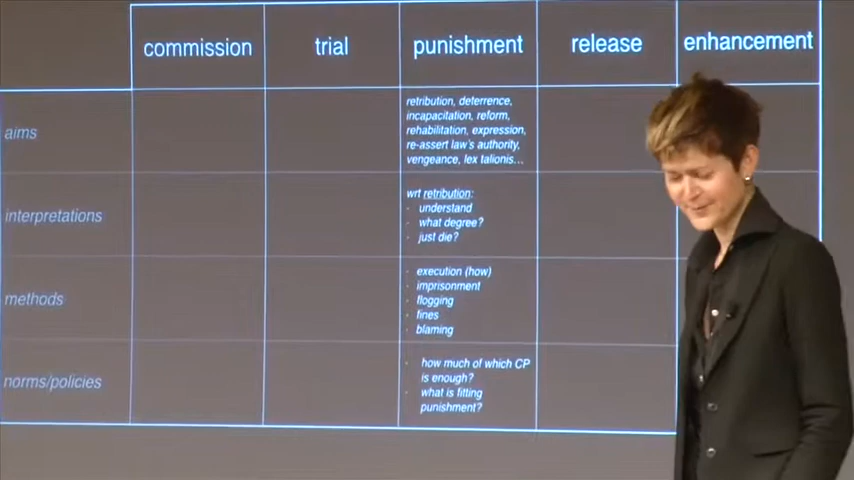 commission trial punishment release enhancement
aims
retribution, deterrence,
incapacitation, reform,
rehabilitation, expression,
re-assert law's authority,
vengeance, lex talionis...
interpretations
wrt retribution:
· understand
· what degree?
· just die?
methods
· execution (how)
· imprisonment
· flogging
· fines
· blaming
norms/policies
· how much of which CP
is enough?
· what is fitting
punishment?